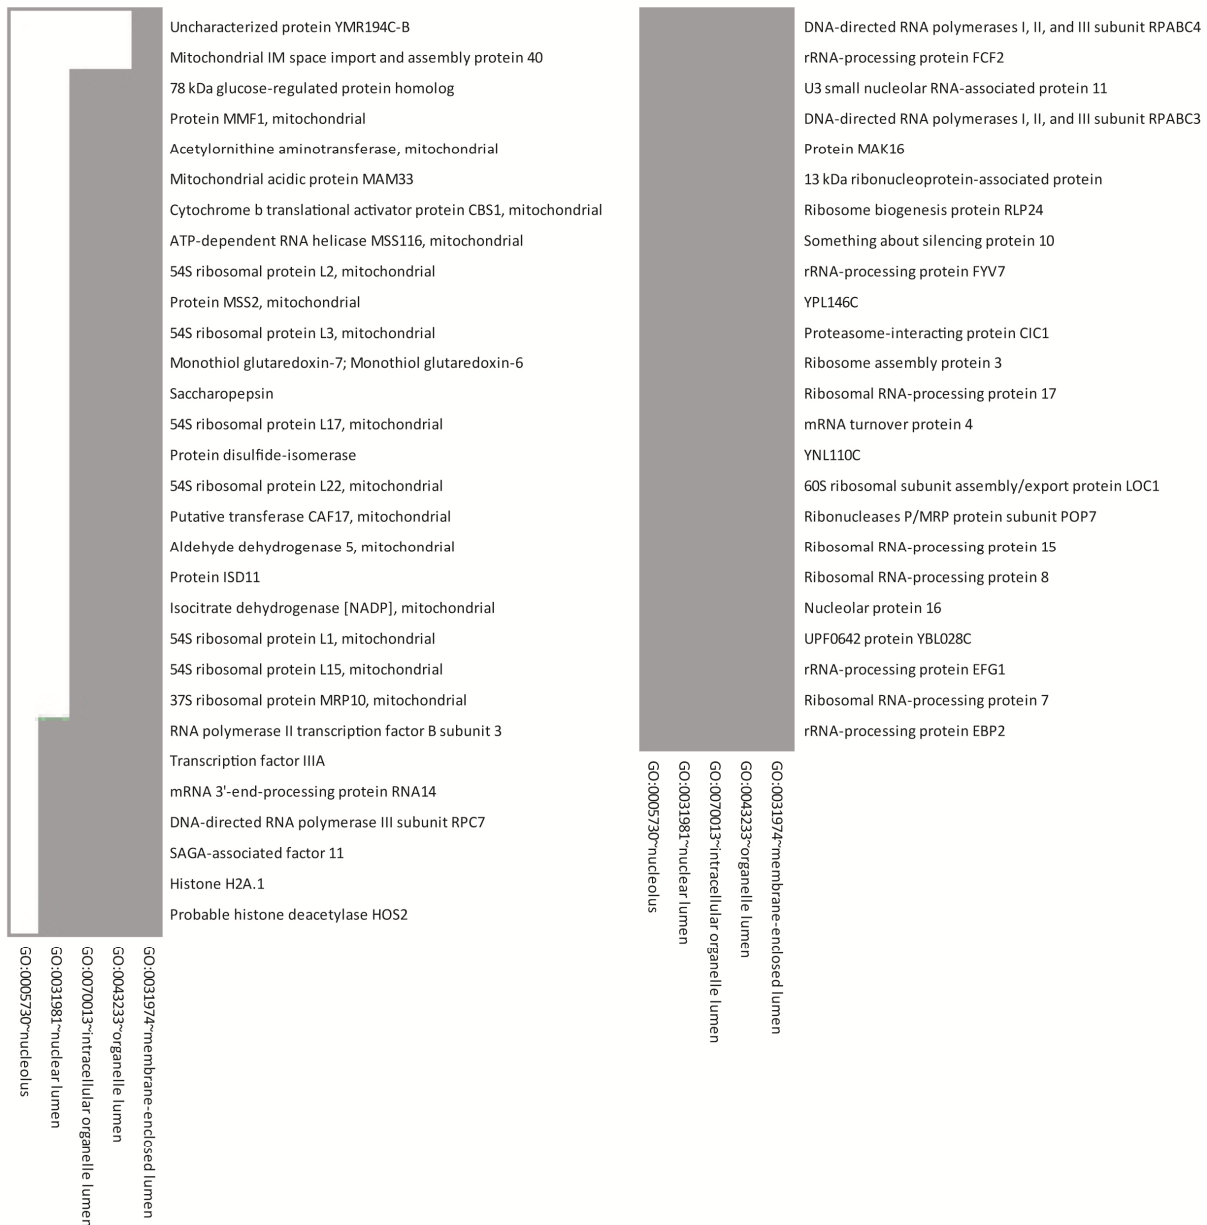 Uncharacterized protein YMR194C-B
Mitochondrial IM space import and assembly protein 40
78 kDa glucose-regulated protein homolog
Protein MMF1, mitochondrial
Acetylornithine aminotransferase, mitochondrial
Mitochondrial acidic protein MAM33
Cytochrome b translational activator protein CBS1, mitochondrial
ATP-dependent RNA helicase MSS116, mitochondrial
54S ribosomal protein L2, mitochondrial
Protein MSS2, mitochondrial
54S ribosomal protein L3, mitochondrial
Monothiol glutaredoxin-7; Monothiol glutaredoxin-6
Saccharopepsin
54S ribosomal protein L17, mitochondrial
Protein disulfide-isomerase
54S ribosomal protein L22, mitochondrial
Putative transferase CAF17, mitochondrial
Aldehyde dehydrogenase 5, mitochondrial
Protein ISD11
Isocitrate dehydrogenase [NADP], mitochondrial
54S ribosomal protein L1, mitochondrial
54S ribosomal protein L15, mitochondrial
37S ribosomal protein MRP10, mitochondrial
RNA polymerase II transcription factor B subunit 3
Transcription factor IIIA
mRNA 3'-end-processing protein RNA14
DNA-directed RNA polymerase III subunit RPC7
SAGA-associated factor 11
Histone H2A.1
Probable histone deacetylase HOS2
GO:0005730~nucleolus
GO:0031981~nuclear lumen
GO:0070013~intracellular organelle lumen
GO:0043233~organelle lumen
GO:0031974~membrane-enclosed lumen
DNA-directed RNA polymerases I, II, and III subunit RPABC4
rRNA-processing protein FCF2
U3 small nucleolar RNA-associated protein 11
DNA-directed RNA polymerases I, II, and III subunit RPABC3
Protein MAK16
13 kDa ribonucleoprotein-associated protein
Ribosome biogenesis protein RLP24
Something about silencing protein 10
rRNA-processing protein FYV7
YPL146C
Proteasome-interacting protein CIC1
Ribosome assembly protein 3
Ribosomal RNA-processing protein 17
mRNA turnover protein 4
YNL110C
60S ribosomal subunit assembly/export protein LOC1
Ribonucleases P/MRP protein subunit POP7
Ribosomal RNA-processing protein 15
Ribosomal RNA-processing protein 8
Nucleolar protein 16
UPF0642 protein YBL028C
rRNA-processing protein EFG1
Ribosomal RNA-processing protein 7
rRNA-processing protein EBP2
GO:0005730~nucleolus
GO:0031981~nuclear lumen
GO:0070013~intracellular organelle lumen
GO:0043233~organelle lumen
GO:0031974~membrane-enclosed lumen